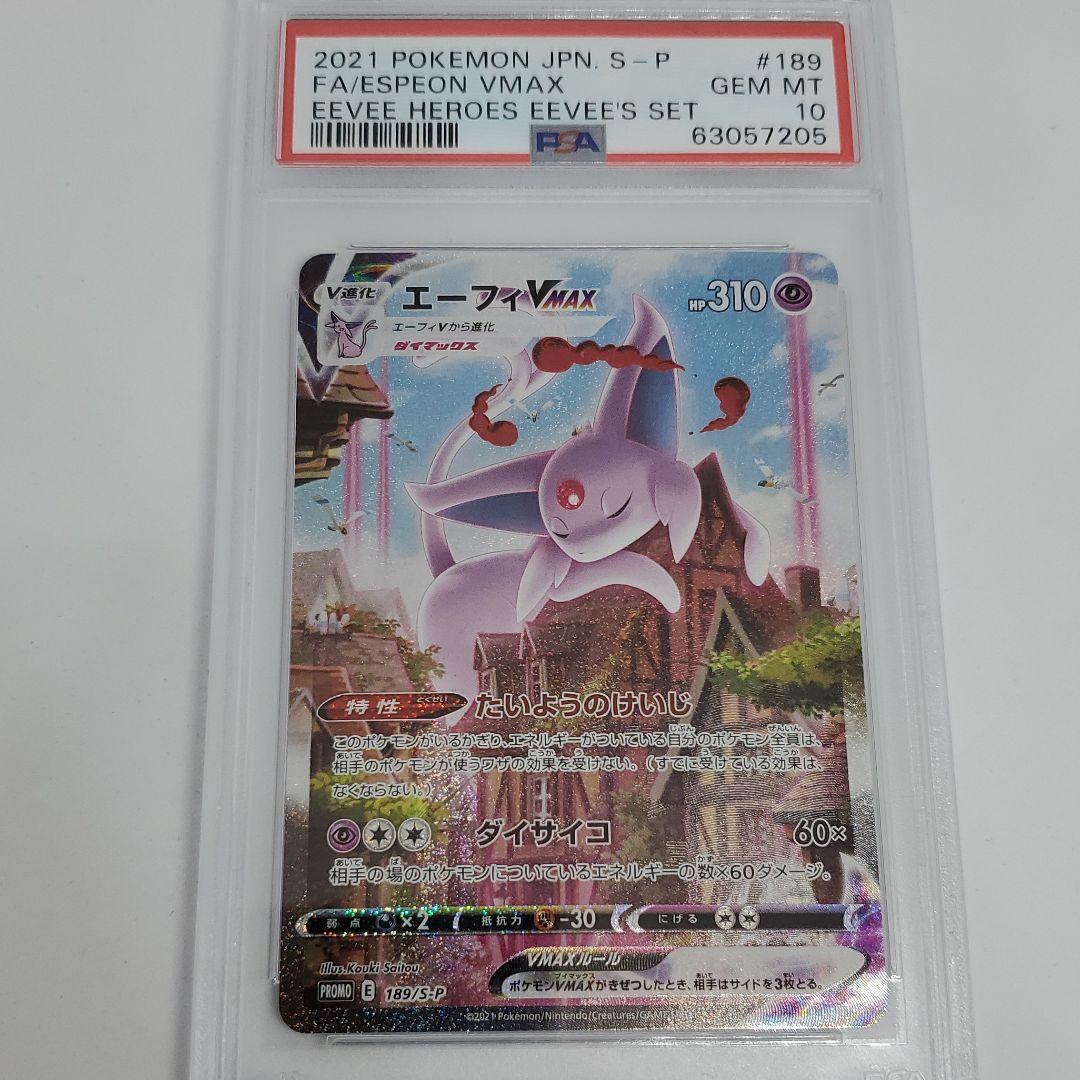 2021 POKEMON JPN. S-P #189
FA/ESPEON VMAX GEM MT
EEVEE HEROES EEVEE'S SET 10
PSA 63057205
V進化 エーフィVMAX HP310
エーフィVから進化
ダイマックス
特性 とくせい たいようのけいじ
このポケモンがいるかぎり、エネルギーがついている自分のポケモン全員は、
相手のポケモンが使うワザの効果を受けない。（すでに受けている効果は、
なくならない。）
ダイサイコ 60×
相手の場のポケモンについているエネルギーの数×60ダメージ。
弱点 ×2 抵抗力 -30 にげる
Illus.Kouki Saitou
VMAXルール
PROMO E 189/S-P
ポケモンVMAXがきぜつしたとき、相手はサイドを3枚とる。
©2021 Pokémon/Nintendo/Creatures/GAME